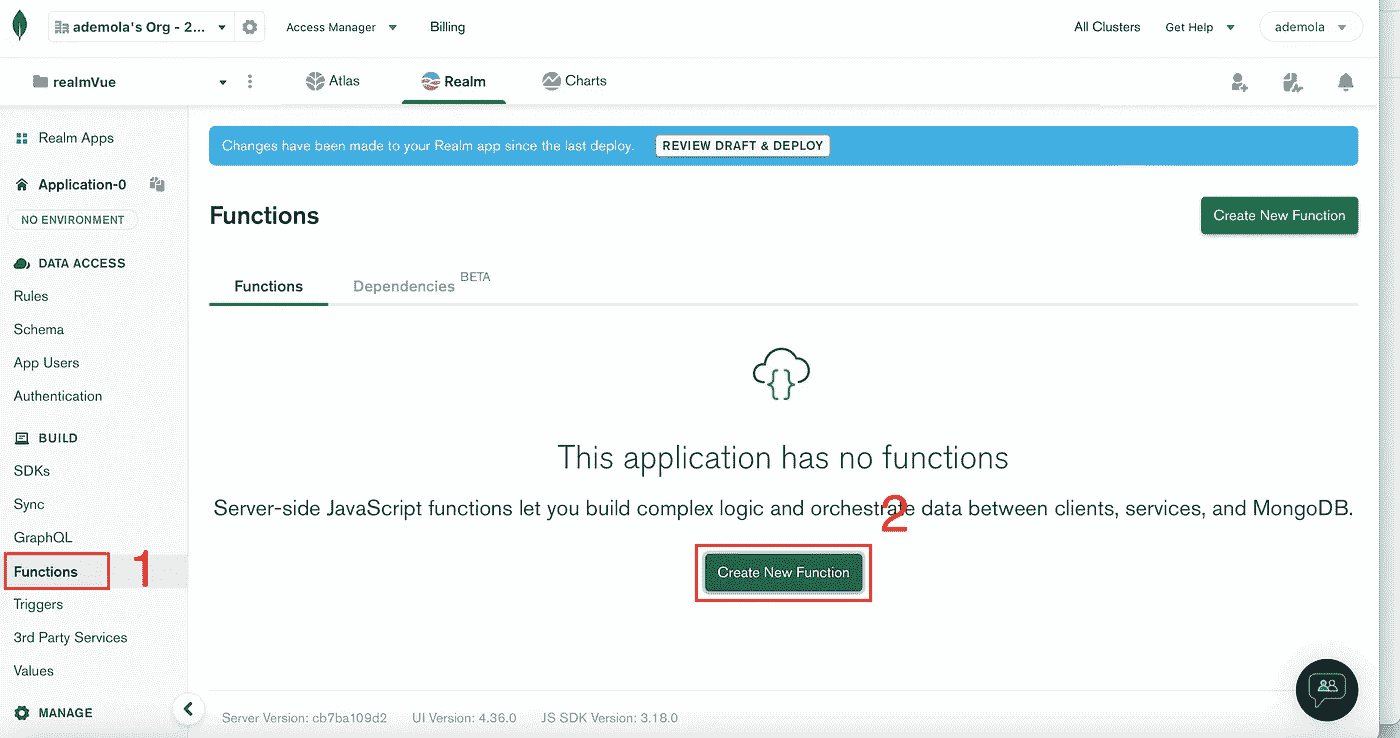 ademola's Org - 2...
Access Manager
Billing
All Clusters
Get Help
ademola
realmVue
Atlas
Realm
Charts
Realm Apps
Application-0
NO ENVIRONMENT
DATA ACCESS
Rules
Schema
App Users
Authentication
BUILD
SDKs
Sync
GraphQL
Functions
1
Triggers
3rd Party Services
Values
MANAGE
Changes have been made to your Realm app since the last deploy.
REVIEW DRAFT & DEPLOY
Functions
Create New Function
Functions
Dependencies BETA
{}
This application has no functions
Server-side JavaScript functions let you build complex logic and orchestrate data between clients, services, and MongoDB.
2
Create New Function
Server Version: cb7ba109d2
UI Version: 4.36.0
JS SDK Version: 3.18.0